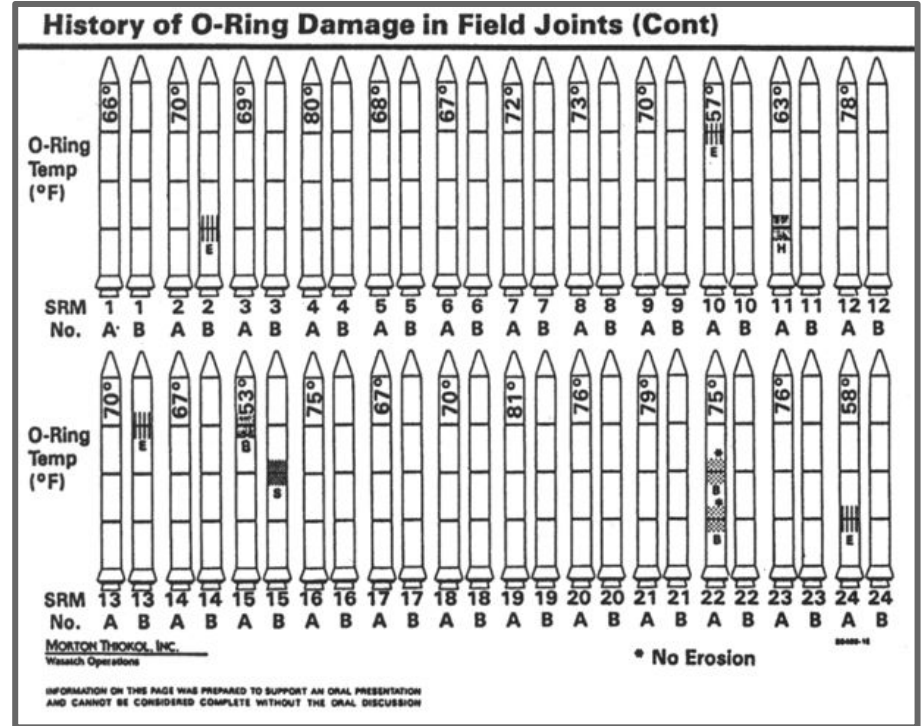 History of O-Ring Damage in Field Joints (Cont)
66° 70° 69° 80° 68° 67° 72° 73° 70° 57° 63° 78°
O-Ring
Temp
(°F)
E
E
H
SRM 1 1 2 2 3 3 4 4 5 5 6 6 7 7 8 8 9 9 10 10 11 11 12 12
No. A B A B A B A B A B A B A B A B A B A B A B A B
70° 67° 53° 75° 67° 70° 81° 76° 79° 75° 76° 58°
O-Ring
Temp
(°F)
E
B
S
*
B
*
B
E
SRM 13 13 14 14 15 15 16 16 17 17 18 18 19 19 20 20 21 21 22 22 23 23 24 24
No. A B A B A B A B A B A B A B A B A B A B A B A B
MORTON THIOKOL, INC.
Wasatch Operations
* No Erosion
INFORMATION ON THIS PAGE WAS PREPARED TO SUPPORT AN ORAL PRESENTATION
AND CANNOT BE CONSIDERED COMPLETE WITHOUT THE ORAL DISCUSSION